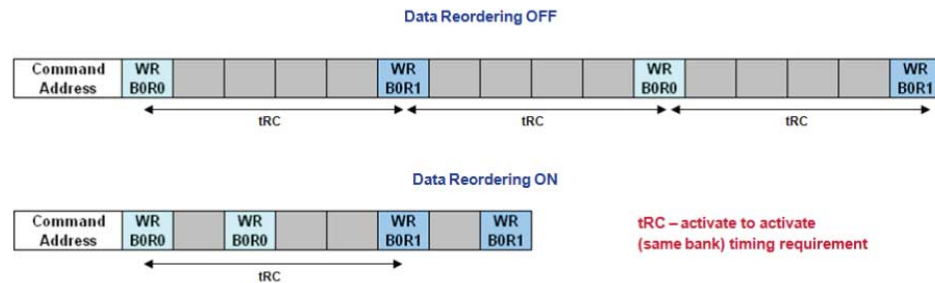 Data Reordering OFF
Command WR WR WR WR
Address B0R0 B0R1 B0R0 B0R1
tRC tRC tRC
Data Reordering ON
Command WR WR WR WR
Address B0R0 B0R0 B0R1 B0R1
tRC – activate to activate
(same bank) timing requirement
tRC